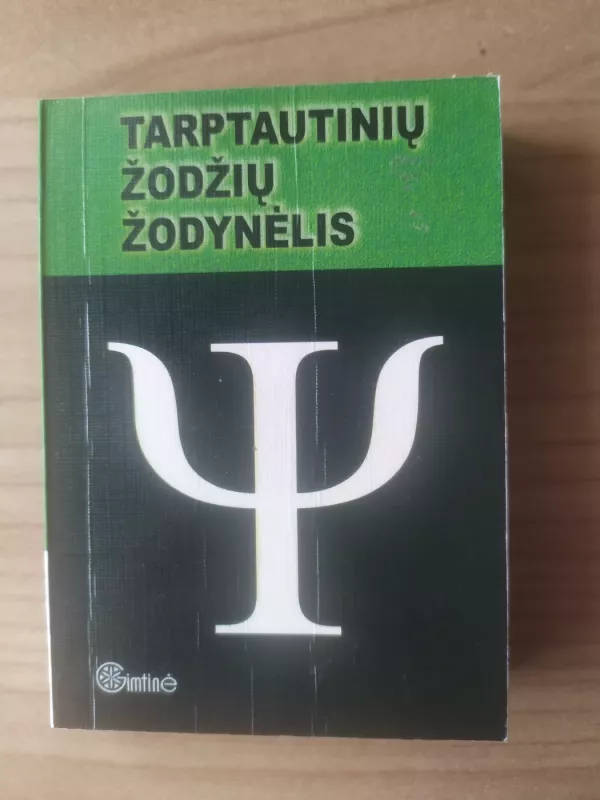 TARPTAUTINIŲ
ŽODŽIŲ
ŽODYNĖLIS
Ψ
Gimtinė